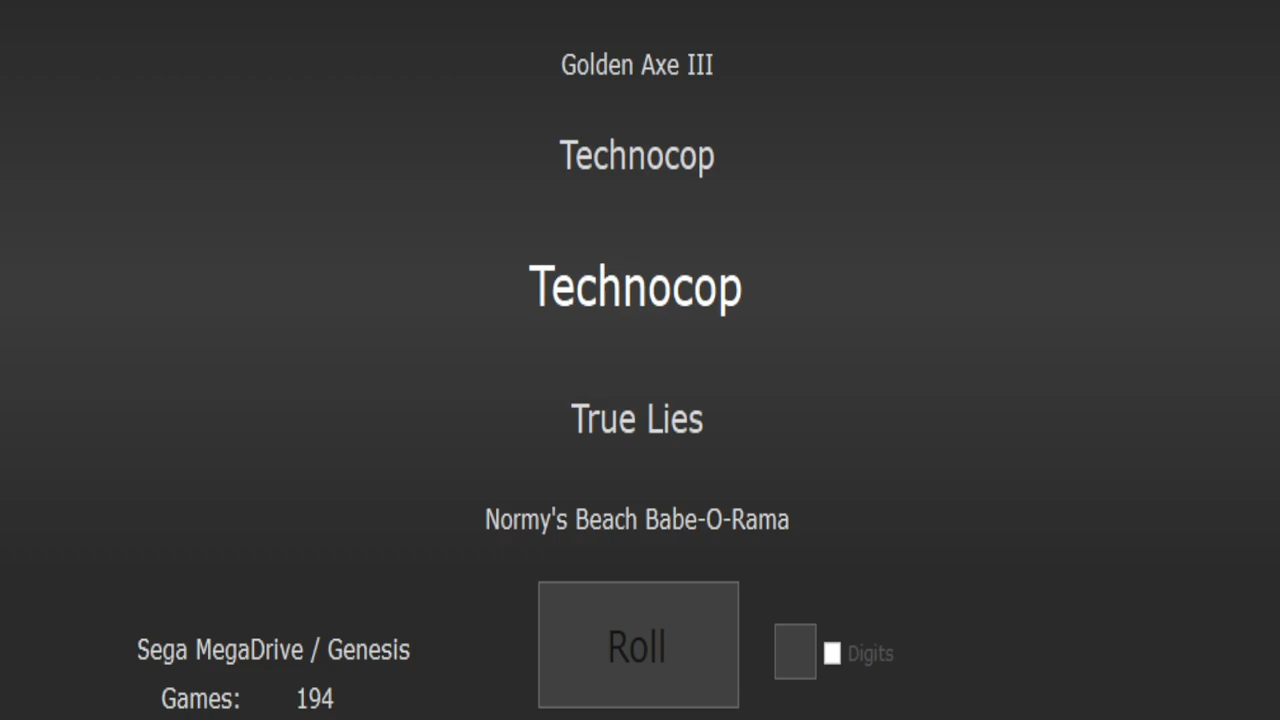 Golden Axe III
Technocop
Technocop
True Lies
Normy's Beach Babe-O-Rama
Roll
Digits
Sega MegaDrive / Genesis
Games: 194